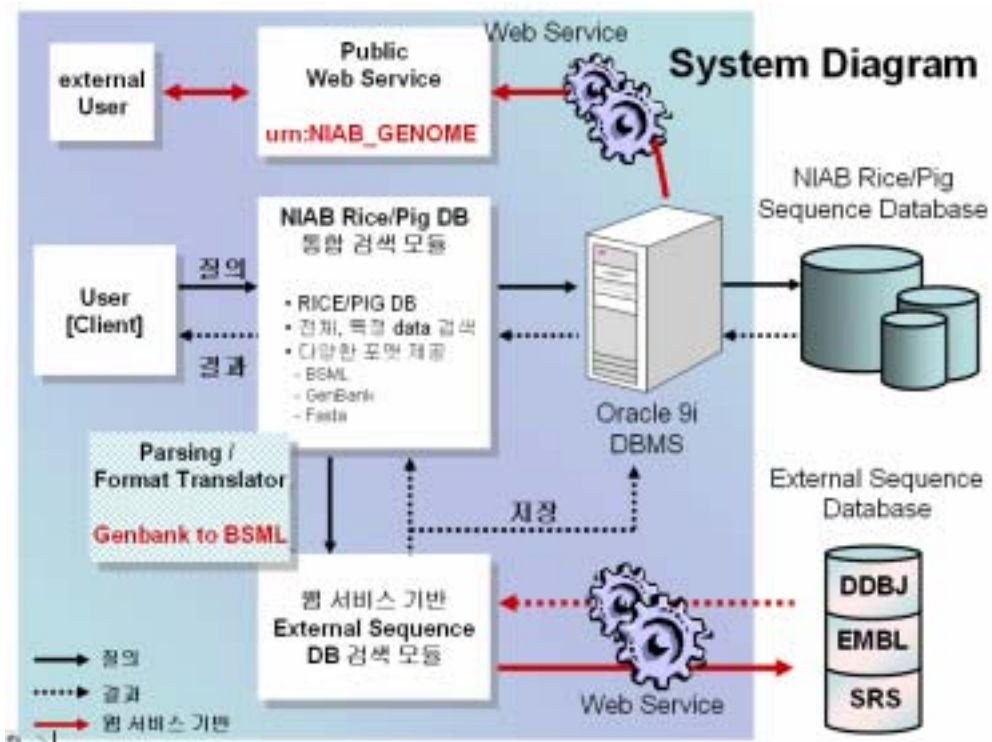 System Diagram
Web Service
external
User
Public
Web Service
urn:NIAB_GENOME
NIAB Rice/Pig
Sequence Database
NIAB Rice/Pig DB
통합 검색 모듈
• RICE/PIG DB
• 전체, 특정 data 검색
• 다양한 포맷 제공
– BSML
– GenBank
– Fasta
User
[Client]
질의
결과
Oracle 9i
DBMS
Parsing /
Format Translator
Genbank to BSML
저장
External Sequence
Database
DDBJ
EMBL
SRS
웹 서비스 기반
External Sequence
DB 검색 모듈
Web Service
질의
결과
웹 서비스 기반